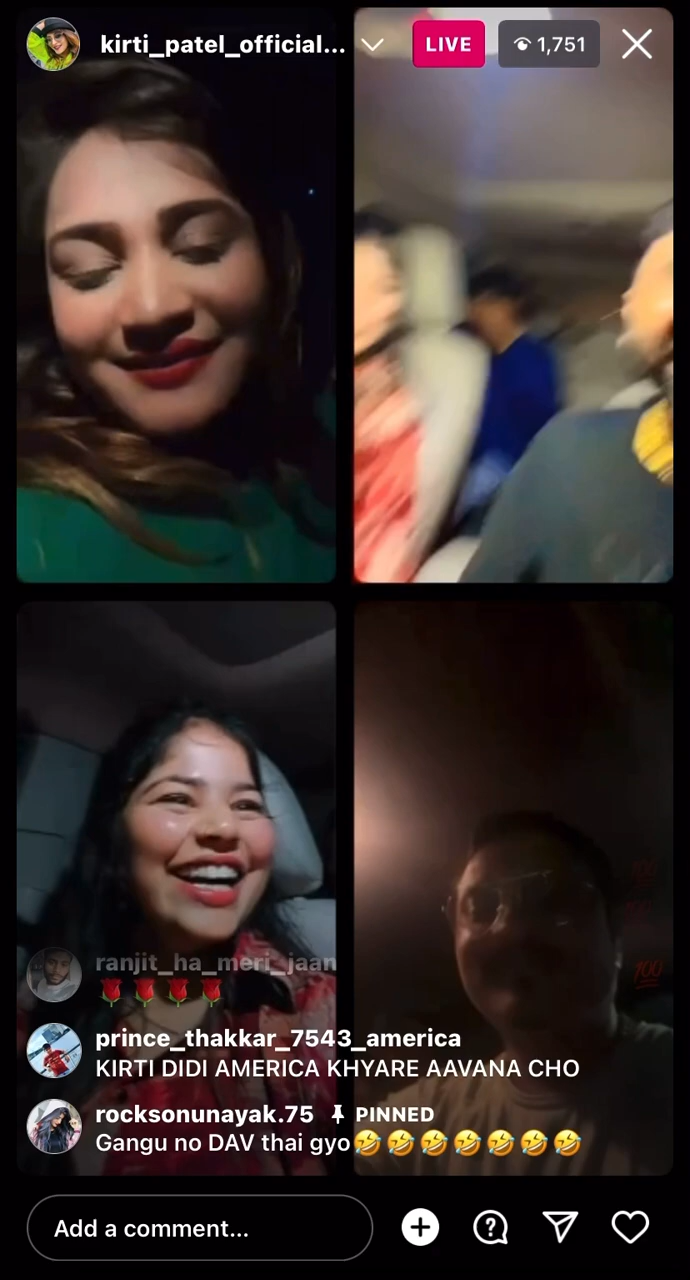 kirti_patel_official...
LIVE
1,751
ranjit_ha_meri_jaan
🌹🌹🌹🌹
prince_thakkar_7543_america
KIRTI DIDI AMERICA KHYARE AAVANA CHO
rocksonunayak.75 PINNED
Gangu no DAV thai gyo🤣🤣🤣🤣🤣🤣🤣
💯
💯
💯
Add a comment...